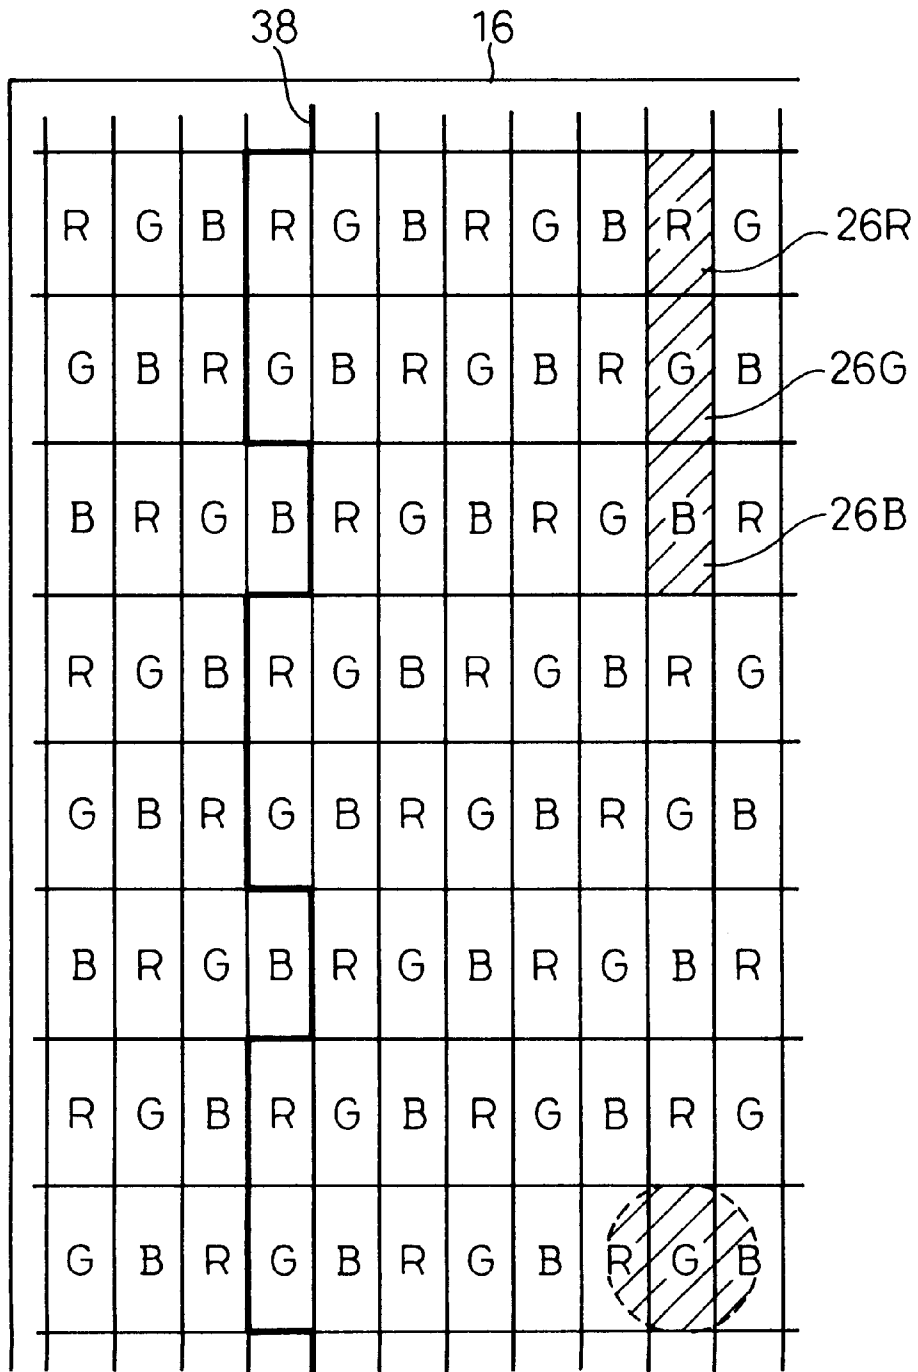 38 16
R G B R G B R G B R G 26R
G B R G B R G B R G B 26G
B R G B R G B R G B R 26B
R G B R G B R G B R G
G B R G B R G B R G B
B R G B R G B R G B R
R G B R G B R G B R G
G B R G B R G B R G B